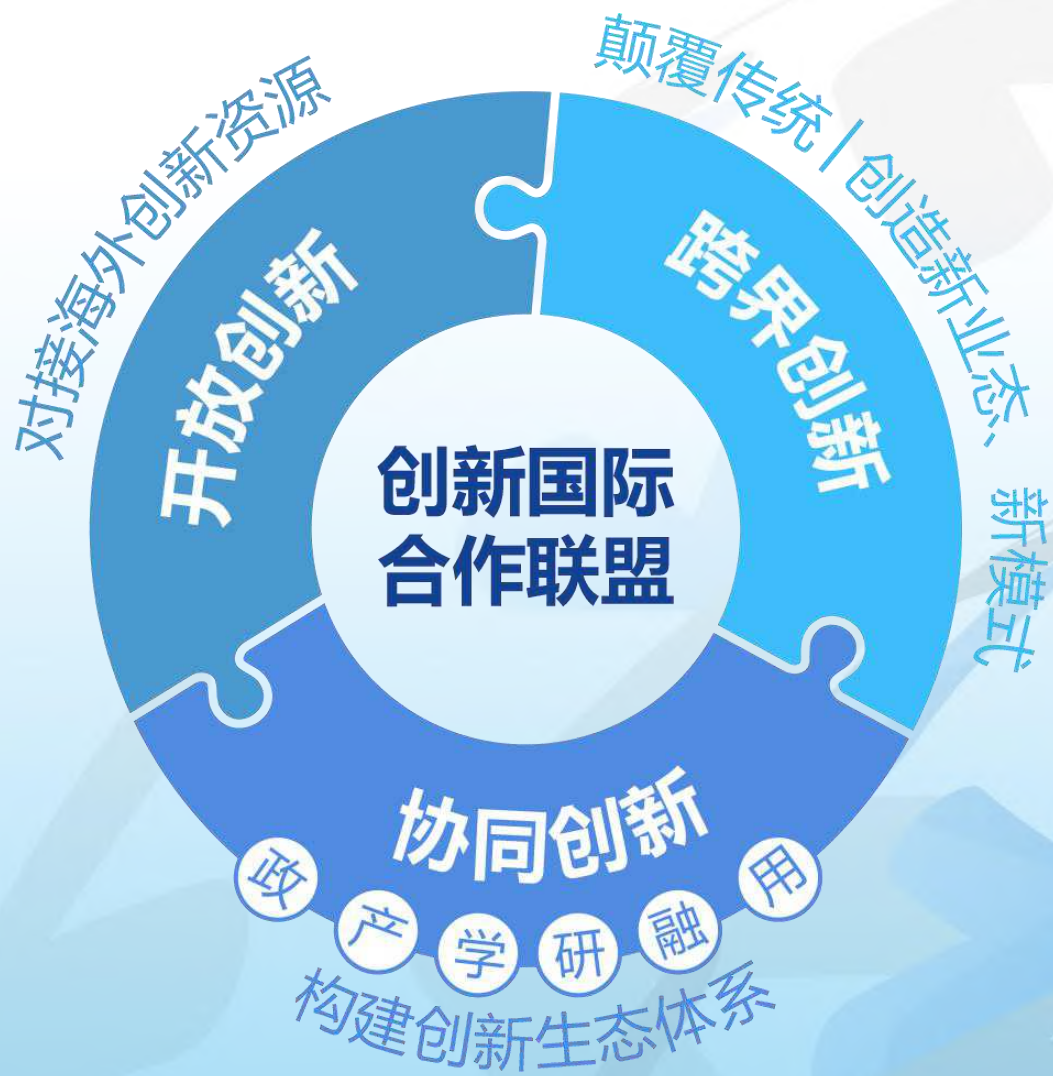 对接海外创新资源
颠覆传统|创造新业态、新模式
开放创新
跨界创新
创新国际
合作联盟
协同创新
政产学研融用
构建创新生态体系